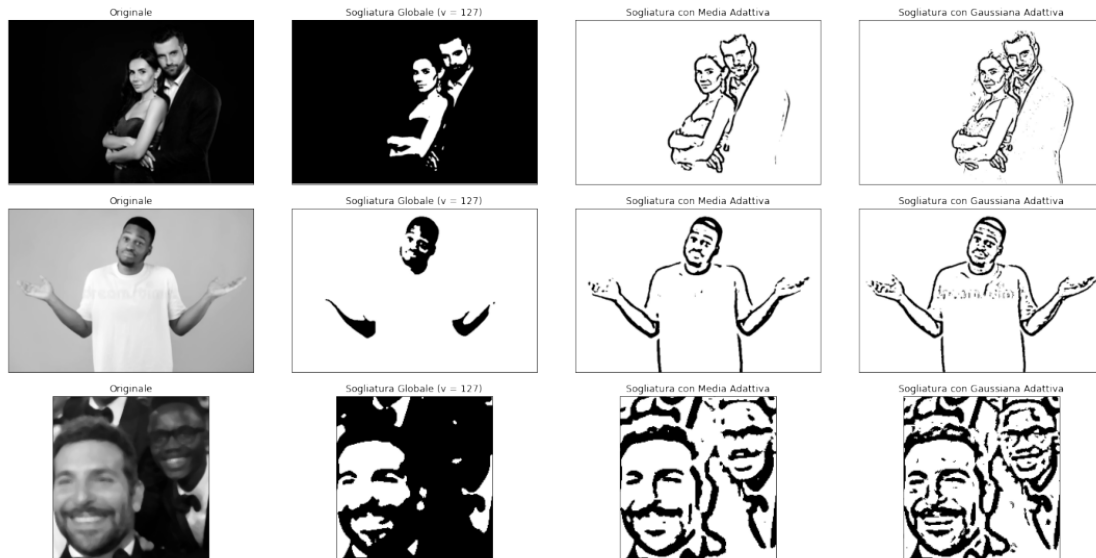 Originale
Sogliatura Globale (v = 127)
Sogliatura con Media Adattiva
Sogliatura con Gaussiana Adattiva
Originale
Sogliatura Globale (v = 127)
Sogliatura con Media Adattiva
Sogliatura con Gaussiana Adattiva
Originale
Sogliatura Globale (v = 127)
Sogliatura con Media Adattiva
Sogliatura con Gaussiana Adattiva